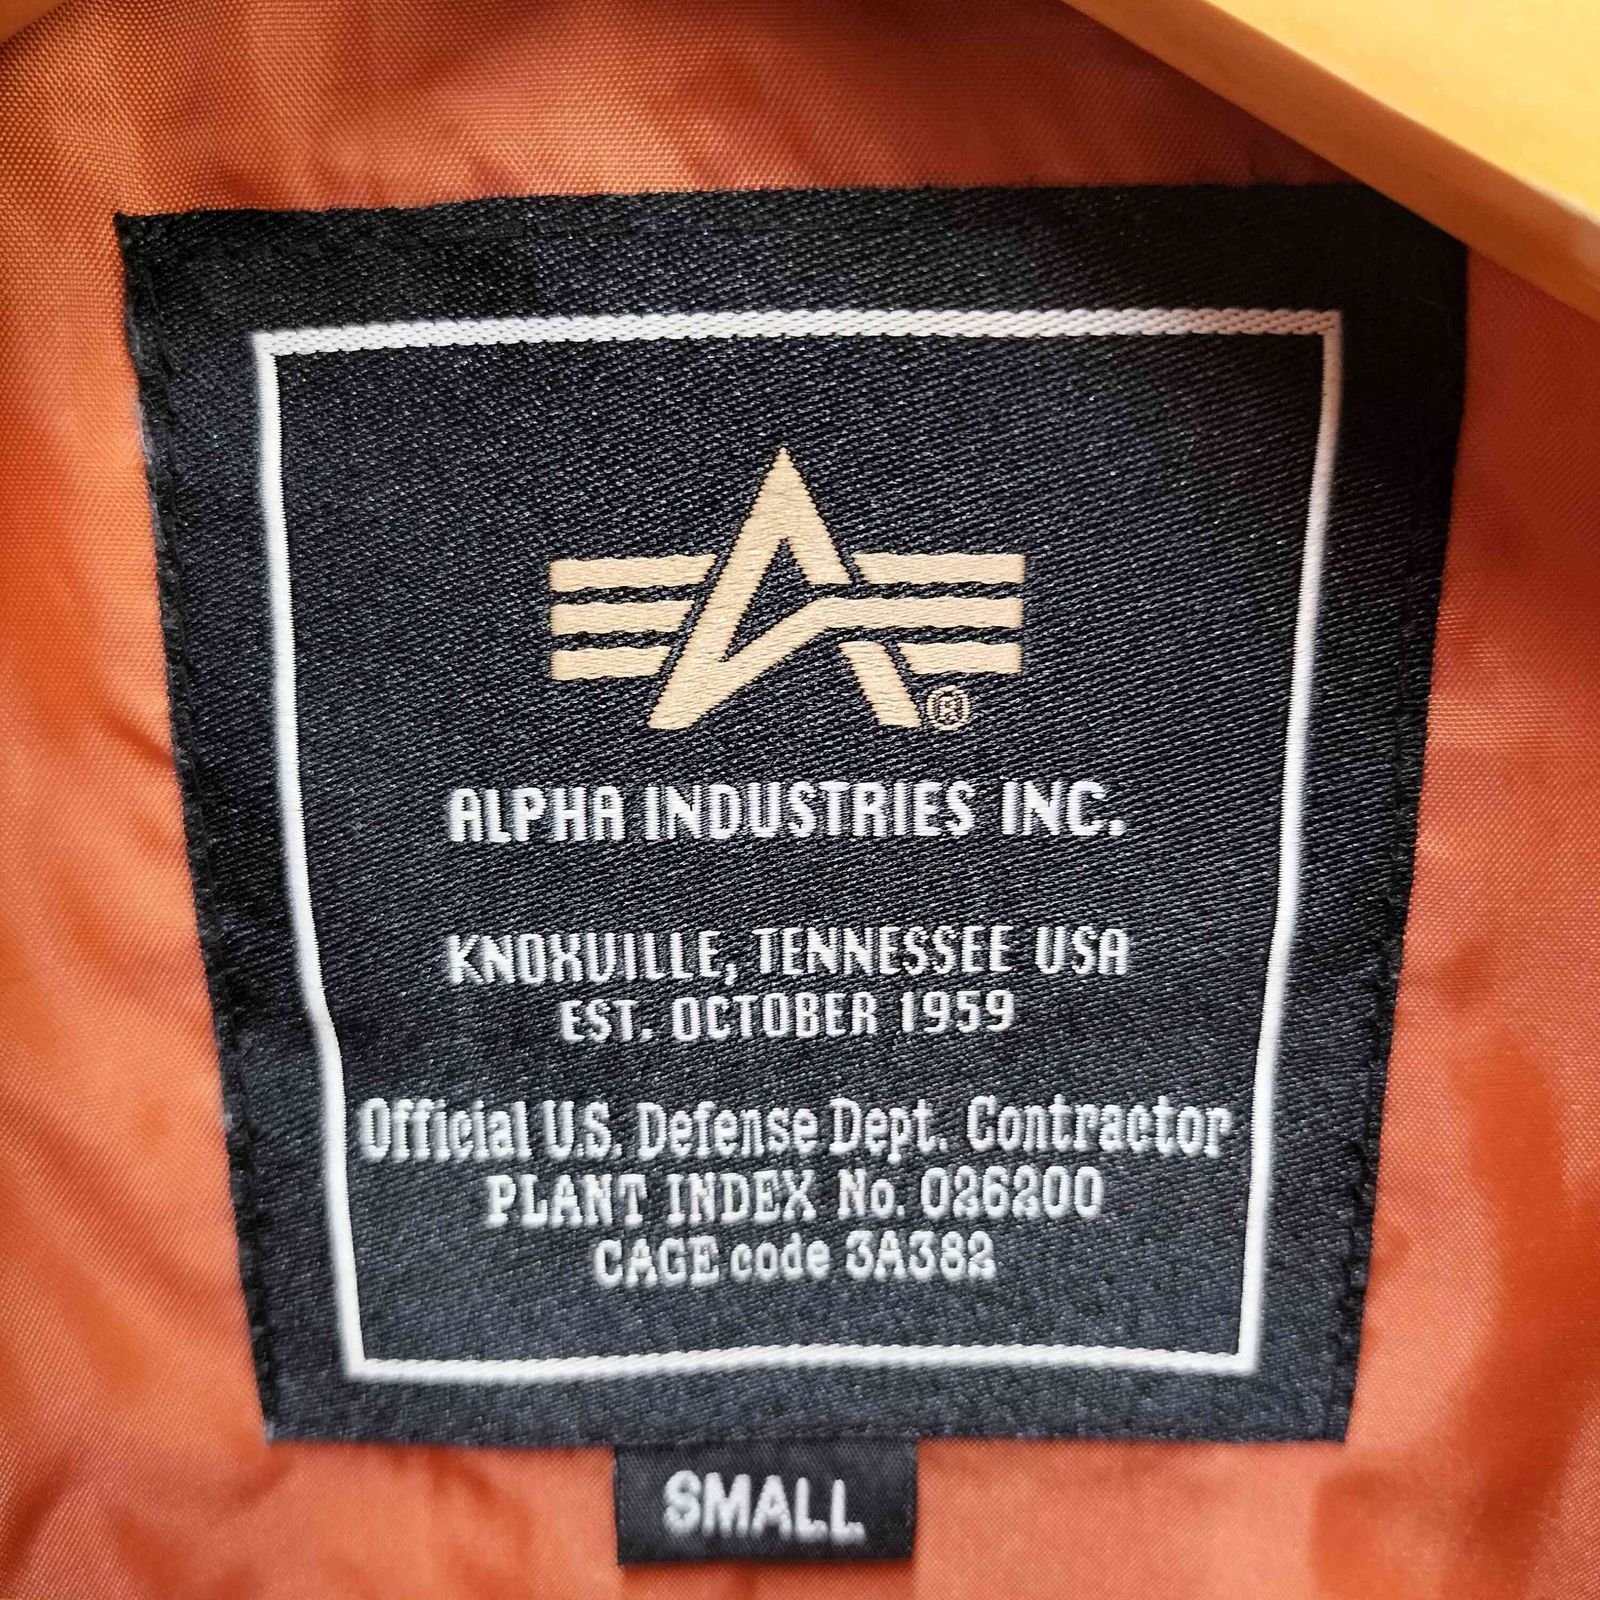 ALPHA INDUSTRIES INC.
KNOXVILLE, TENNESSEE USA
EST. OCTOBER 1959
Official U.S. Defense Dept. Contractor
PLANT INDEX No. 026200
CAGE code 3A382
SMALL